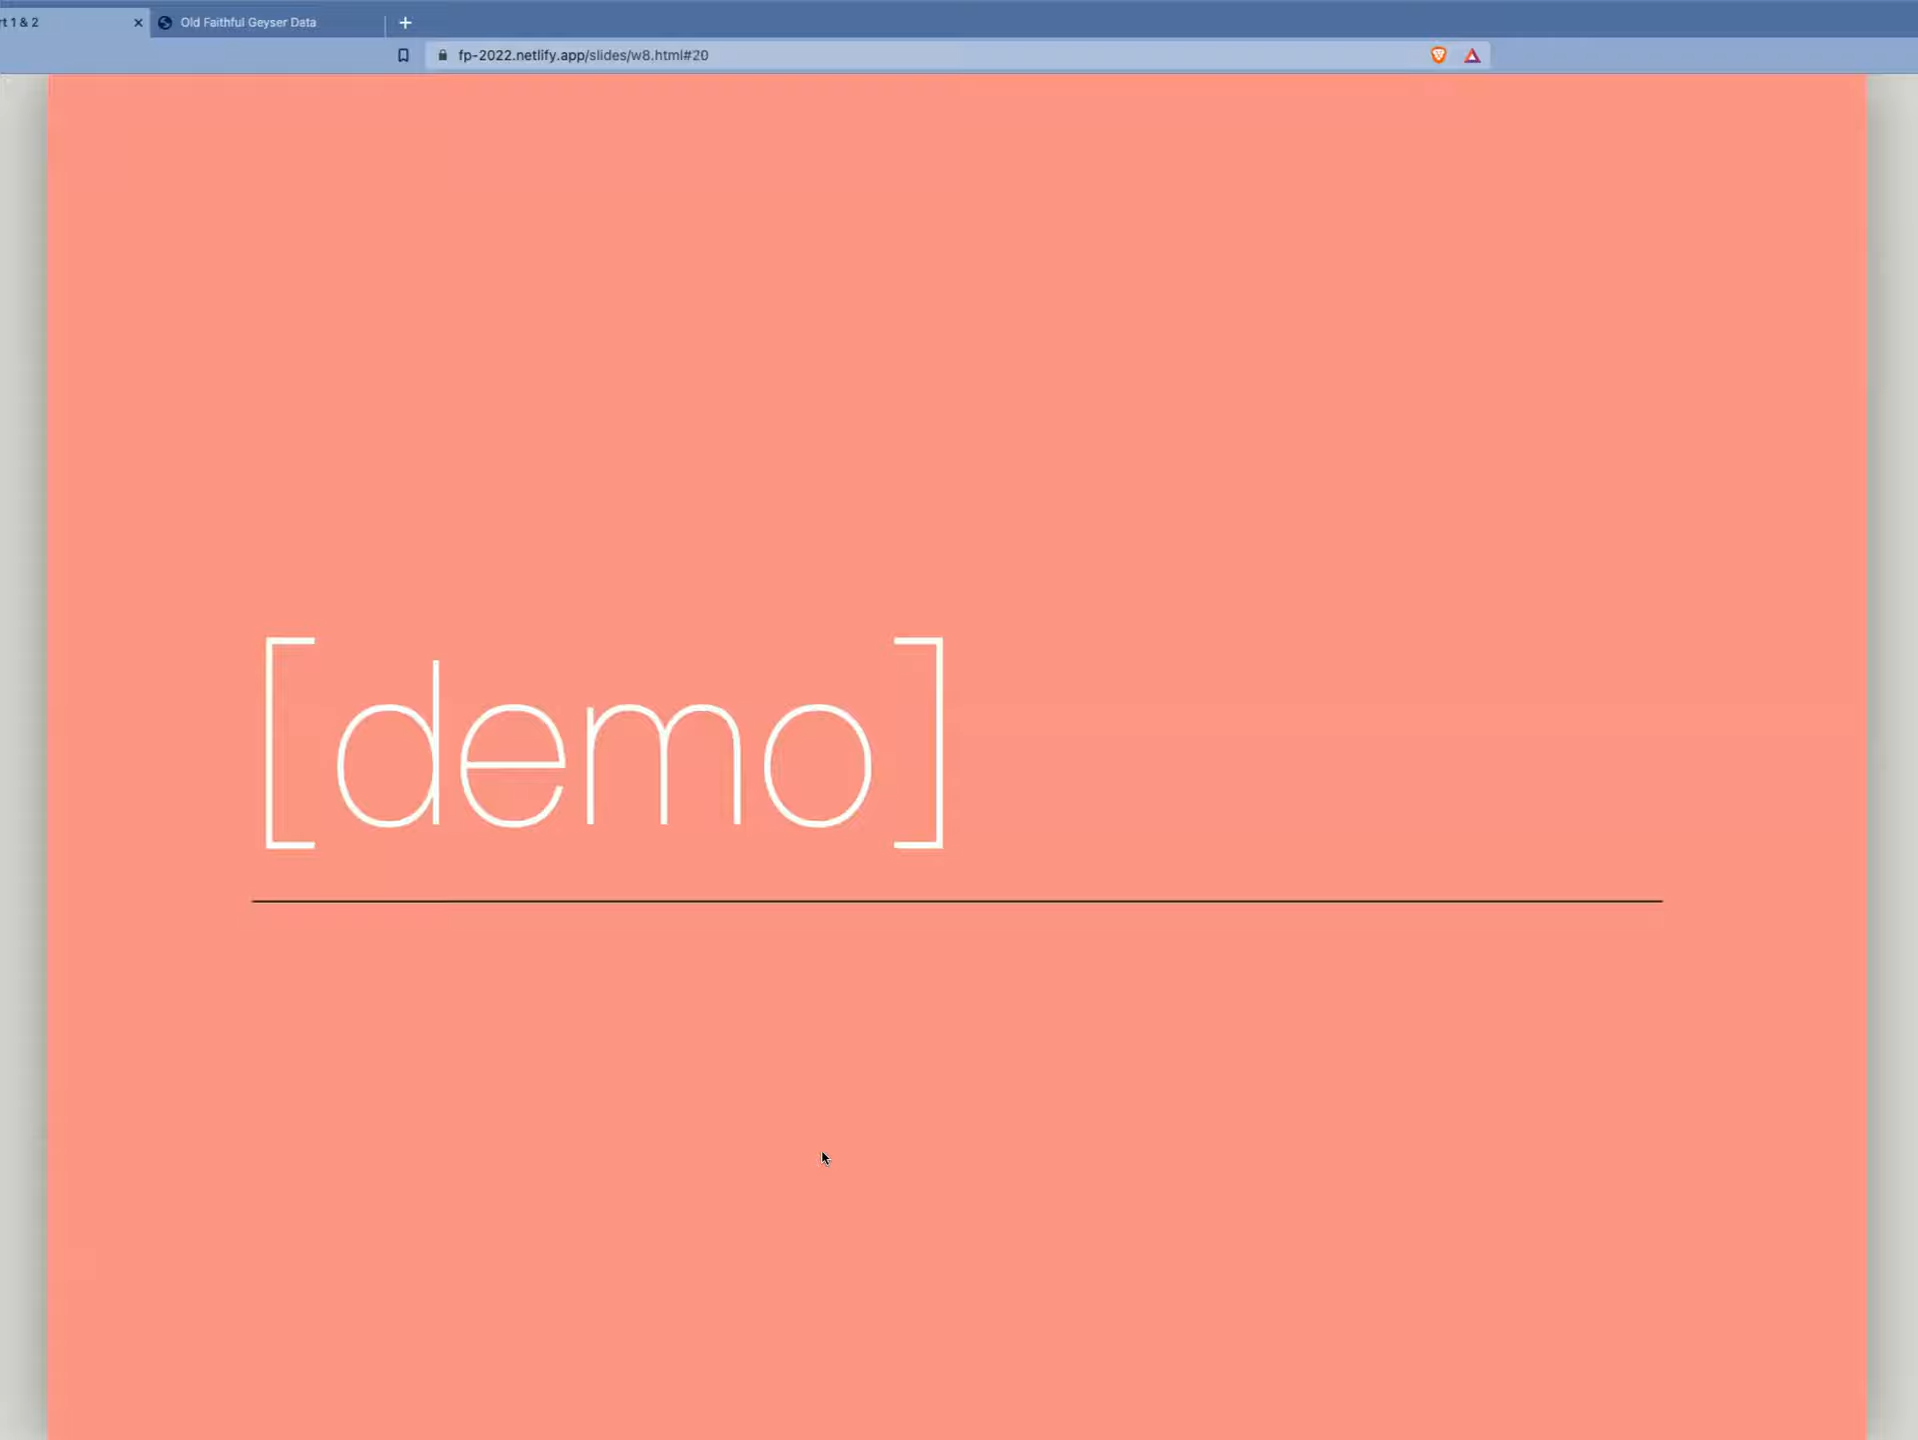 rt 1 & 2
Old Faithful Geyser Data
fp-2022.netlify.app/slides/w8.html#20
[demo]